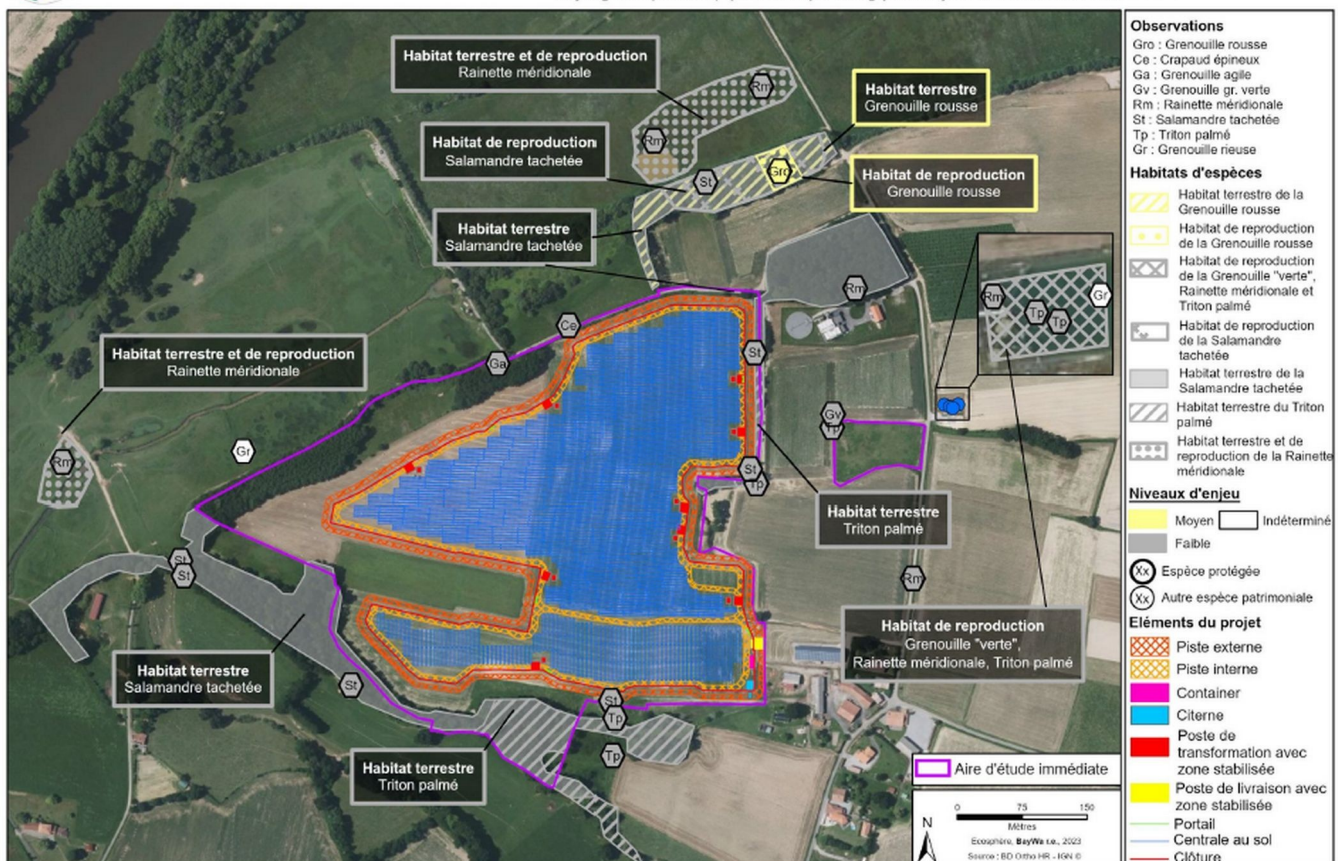 Habitat terrestre et de reproduction
Rainette méridionale
Habitat terrestre
Grenouille rousse
Habitat de reproduction
Salamandre tachetée
Habitat de reproduction
Grenouille rousse
Habitat terrestre
Salamandre tachetée
Habitat terrestre et de reproduction
Rainette méridionale
Habitat terrestre
Triton palmé
Habitat de reproduction
Grenouille "verte",
Rainette méridionale, Triton palmé
Habitat terrestre
Salamandre tachetée
Habitat terrestre
Triton palmé
Rm
Rm
St
Gro
Rm
Ce
Ga
St
Rm
Tp
Tp
Gr
Gr
Rm
Gv
Tp
St
Tp
St
St
Rm
St
St
Tp
Tp
Aire d'étude immédiate
0 75 150
Mètres
N
Ecosphère, BayWa r.e., 2023
Source : BD Ortho HR - IGN ©
Observations
Gro : Grenouille rousse
Ce : Crapaud épineux
Ga : Grenouille agile
Gv : Grenouille gr. verte
Rm : Rainette méridionale
St : Salamandre tachetée
Tp : Triton palmé
Gr : Grenouille rieuse
Habitats d'espèces
Habitat terrestre de la
Grenouille rousse
Habitat de reproduction
de la Grenouille rousse
Habitat de reproduction
de la Grenouille "verte",
Rainette méridionale et
Triton palmé
Habitat de reproduction
de la Salamandre
tachetée
Habitat terrestre de la
Salamandre tachetée
Habitat terrestre du Triton
palmé
Habitat terrestre et de
reproduction de la Rainette
méridionale
Niveaux d'enjeu
Moyen Indéterminé
Faible
Xx Espèce protégée
Xx Autre espèce patrimoniale
Eléments du projet
Piste externe
Piste interne
Container
Citerne
Poste de
transformation avec
zone stabilisée
Poste de livraison avec
zone stabilisée
Portail
Centrale au sol
Clôture